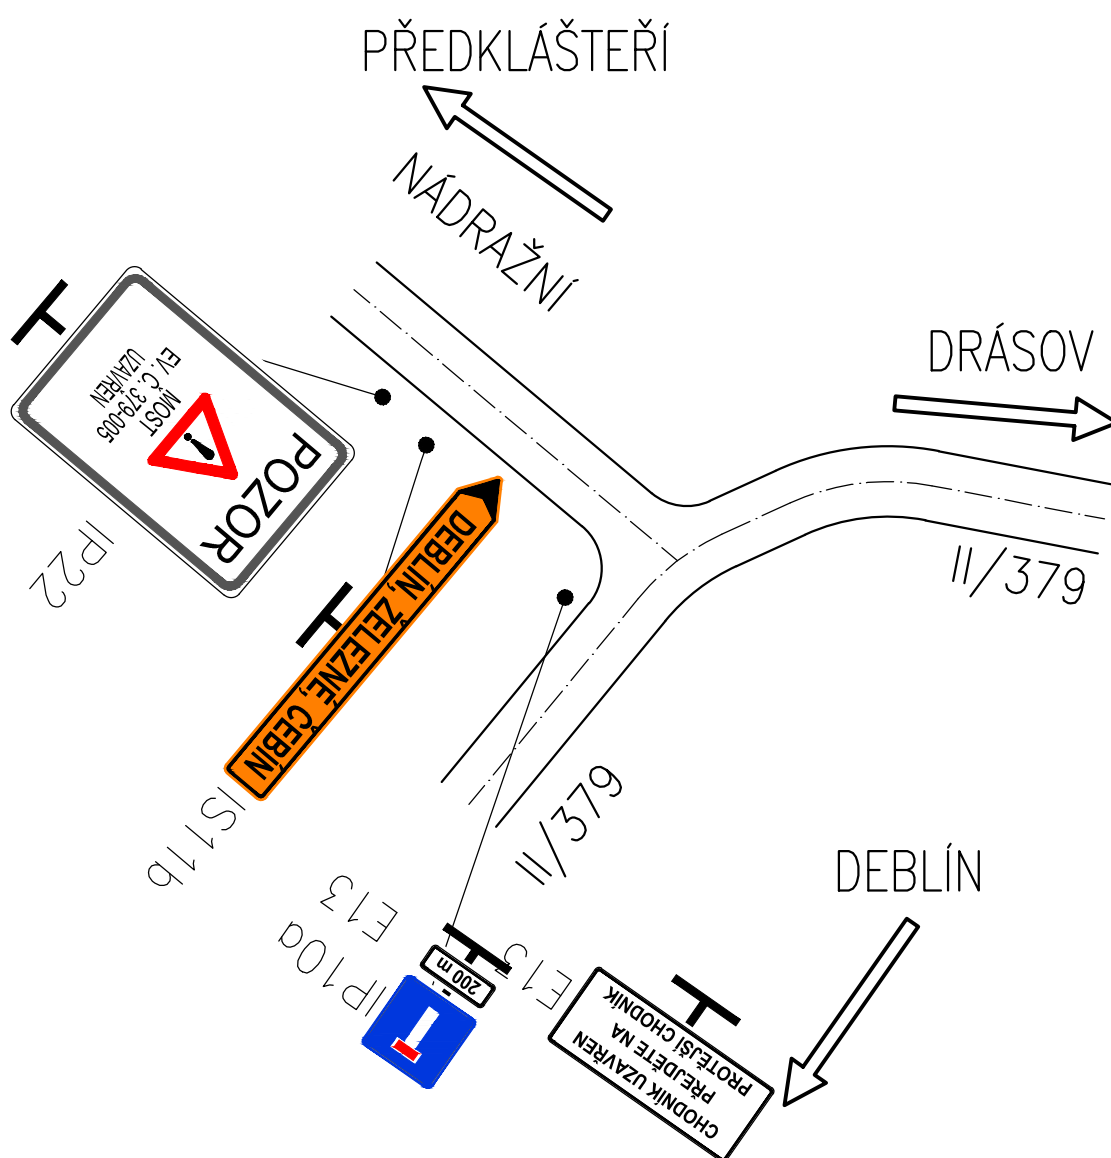 PŘEDKLÁŠTEŘÍ
NÁDRAŽNÍ
DRÁSOV
II/379
POZOR
MOST
EV. Č. 379-005
UZAVŘEN
IP22
DEBLÍN, ŽELEZNÉ, ČEBÍN
IS11b
II/379
DEBLÍN
E13
IP10a
200 m
E13
CHODNÍK UZAVŘEN
PŘEJDĚTE NA
PROTĚJŠÍ CHODNÍK